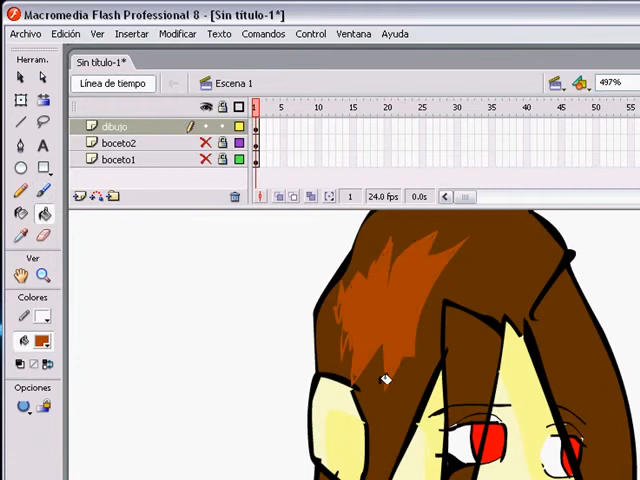 Macromedia Flash Professional 8 - [Sin título-1*]
Archivo Edición Ver Insertar Modificar Texto Comandos Control Ventana Ayuda
Herram.
Sin título-1*
Línea de tiempo
Escena 1
497%
1 5 10 15 20 25 30 35 40 45 50 55 60
dibujo
boceto2
boceto1
1 24.0 fps 0.0s
Ver
Colores
Opciones